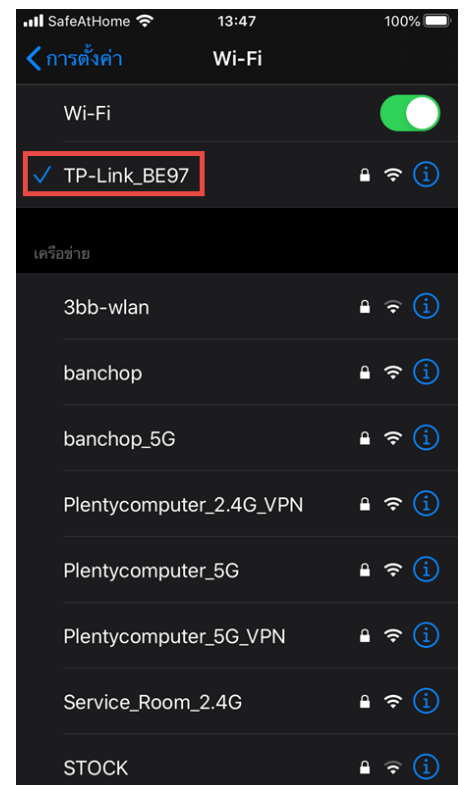 SafeAtHome 13:47 100%
การตั้งค่า Wi-Fi
Wi-Fi
TP-Link_BE97
เครือข่าย
3bb-wlan
banchop
banchop_5G
Plentycomputer_2.4G_VPN
Plentycomputer_5G
Plentycomputer_5G_VPN
Service_Room_2.4G
STOCK